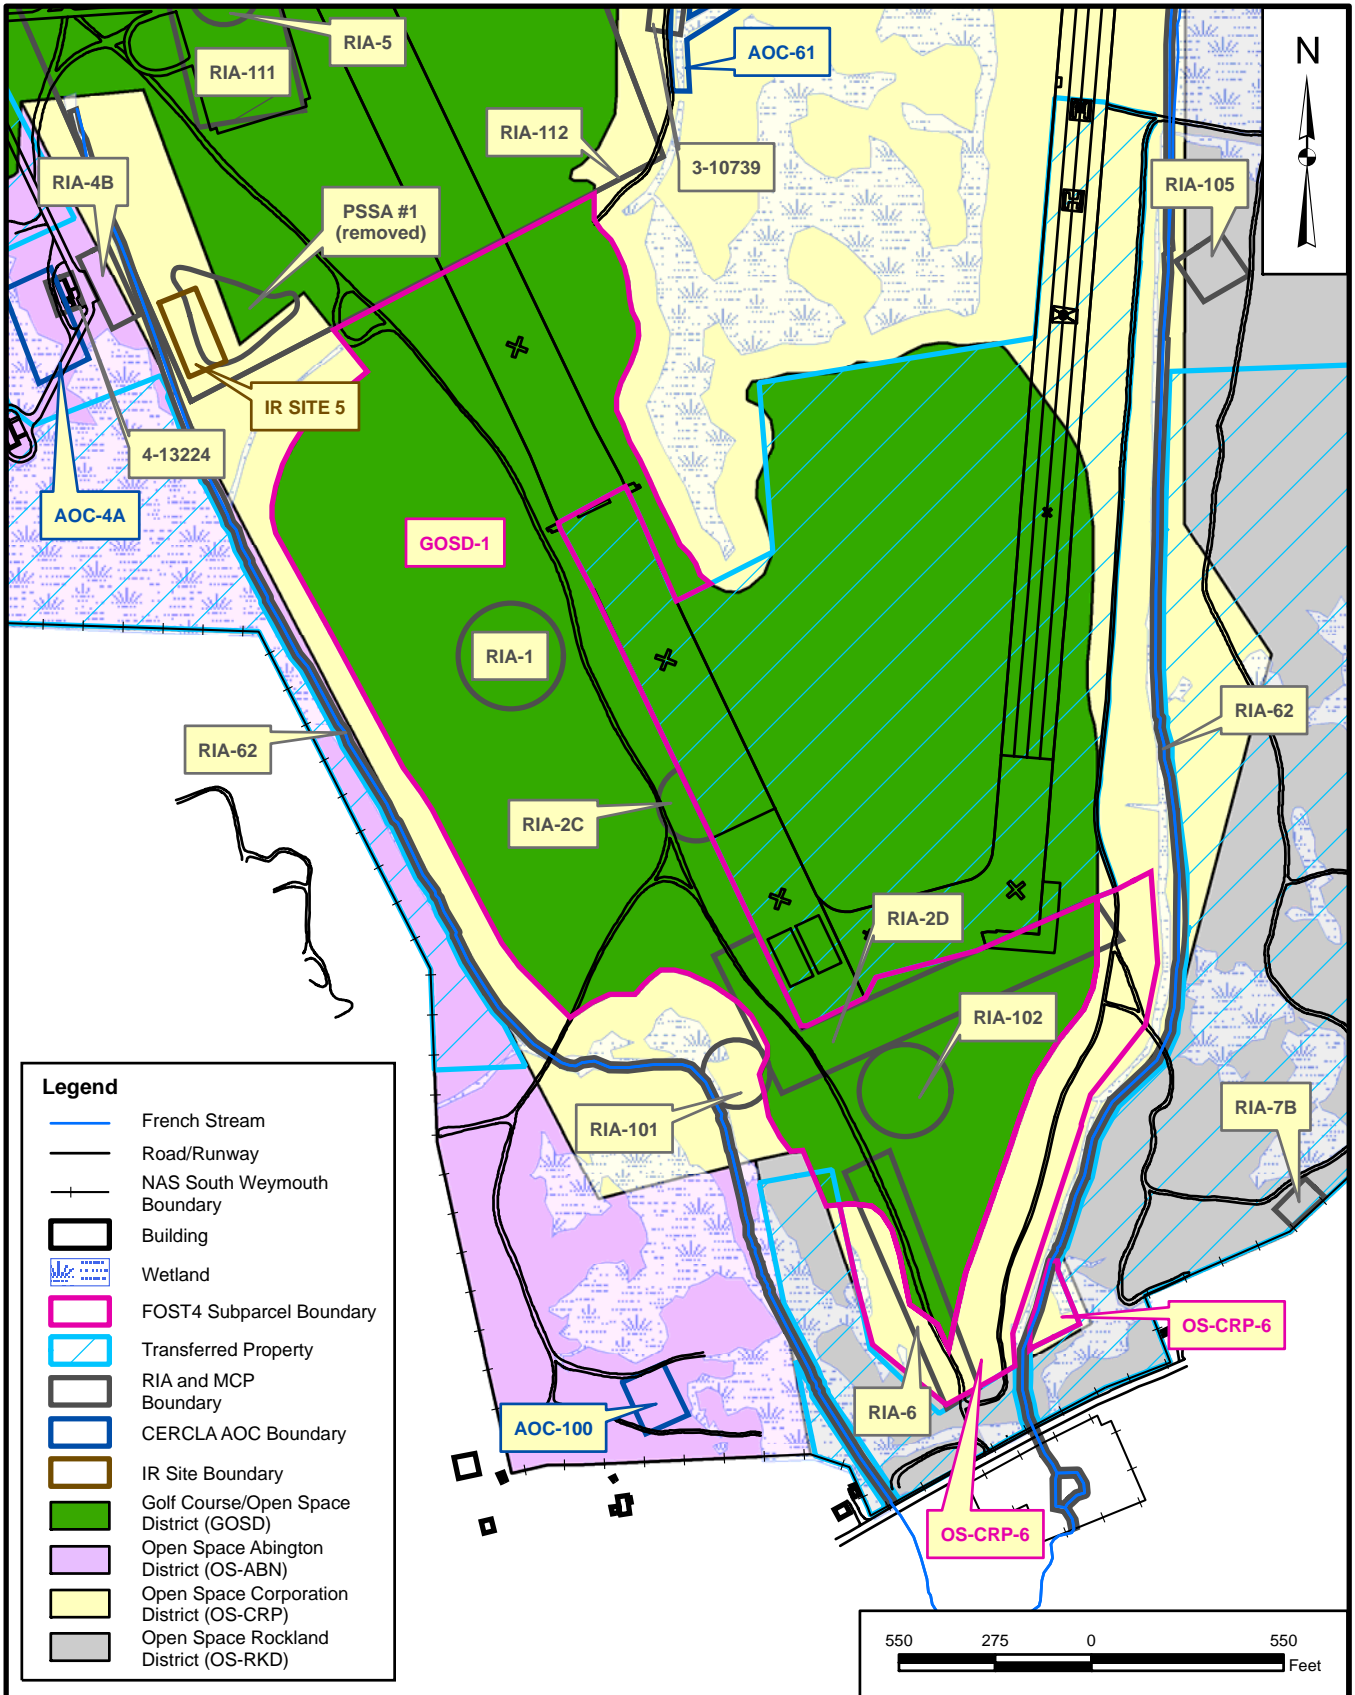 RIA-5
AOC-61
N
RIA-111
RIA-112
3-10739
RIA-4B
RIA-105
PSSA #1
(removed)
IR SITE 5
4-13224
AOC-4A
GOSD-1
RIA-1
RIA-62
RIA-62
RIA-2C
RIA-2D
RIA-102
RIA-7B
RIA-101
OS-CRP-6
RIA-6
AOC-100
OS-CRP-6
Legend
French Stream
Road/Runway
NAS South Weymouth
Boundary
Building
Wetland
FOST4 Subparcel Boundary
Transferred Property
RIA and MCP
Boundary
CERCLA AOC Boundary
IR Site Boundary
Golf Course/Open Space
District (GOSD)
Open Space Abington
District (OS-ABN)
Open Space Corporation
District (OS-CRP)
Open Space Rockland
District (OS-RKD)
550 275 0 550
Feet